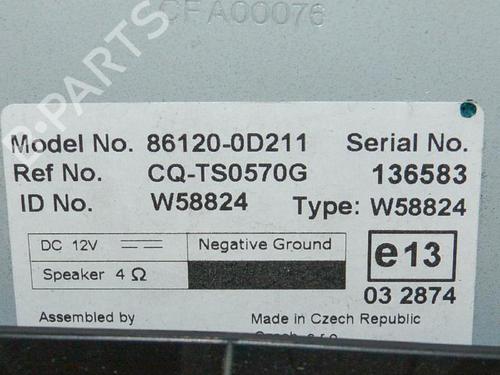 CFA00076
B-PARTS
Model No. 86120-0D211 Serial No.
Ref No. CQ-TS0570G 136583
ID No. W58824 Type: W58824
DC 12V Negative Ground
Speaker 4 Ω
e13
03 2874
Assembled by Made in Czech Republic
Czech, s.r.o.